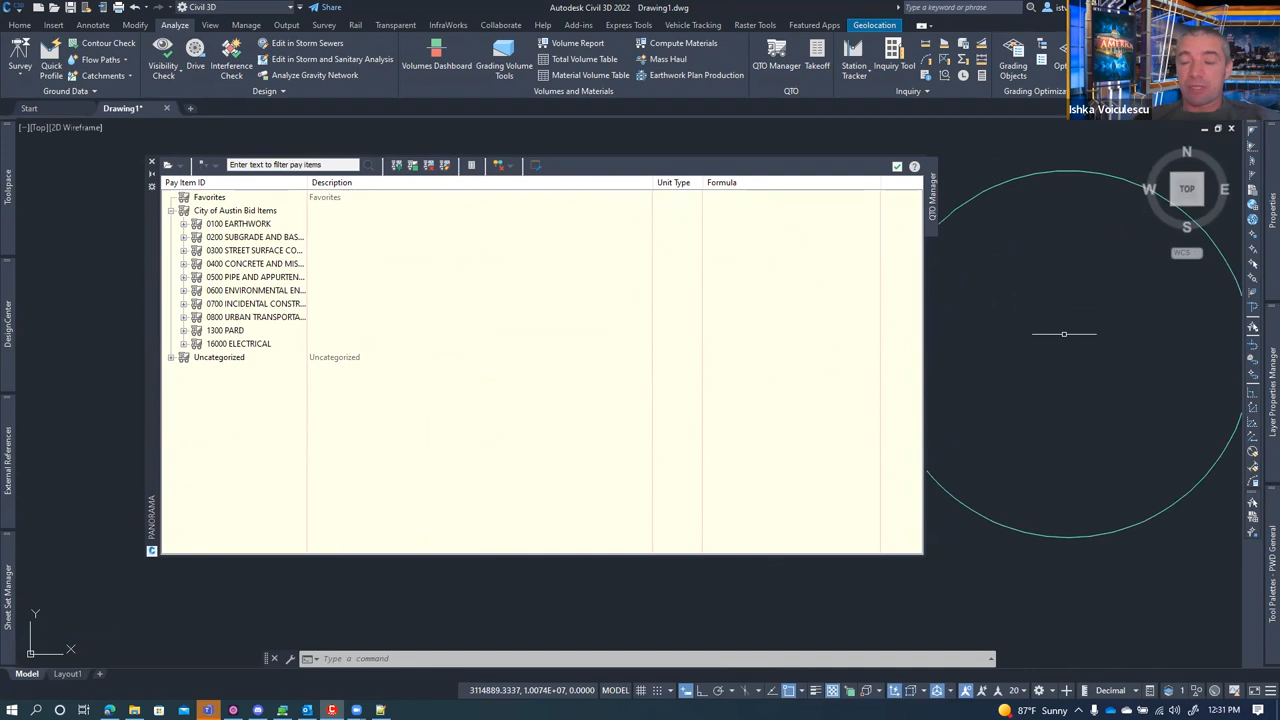 Civil 3D
Share
Autodesk Civil 3D 2022 Drawing1.dwg
Type a keyword or phrase
Home
Insert
Annotate
Modify
Analyze
View
Manage
Output
Survey
Rail
Transparent
InfraWorks
Express Tools
Vehicle Tracking
Raster Tools
Featured Apps
Geolocation
Survey
Quick Profile
Contour Check
Flow Paths
Catchments
Ground Data
Visibility Check
Drive
Interference Check
Edit in Storm Sewers
Edit in Storm and Sanitary Analysis
Analyze Gravity Network
Design
Volumes Dashboard
Grading Volume Tools
Volume Report
Total Volume Table
Material Volume Table
Compute Materials
Mass Haul
Earthwork Plan Production
Volumes and Materials
QTO Manager
Takeoff
QTO
Station Tracker
Inquiry Tool
Inquiry
Grading Objects
AMERICA
Ishka Voiculescu
Start
Drawing1*
[−][Top][2D Wireframe]
Enter text to filter pay items
Pay Item ID
Description
Unit Type
Formula
Favorites
Favorites
City of Austin Bid Items
0100 EARTHWORK
0200 SUBGRADE AND BAS...
0300 STREET SURFACE CO...
0400 CONCRETE AND MIS...
0500 PIPE AND APPURTEN...
0600 ENVIRONMENTAL EN...
0700 INCIDENTAL CONSTR...
0800 URBAN TRANSPORTA...
1300 PARD
16000 ELECTRICAL
Uncategorized
Uncategorized
PANORAMA
QTO Manager
N
W
TOP
E
S
WCS
Toolspace
DesignCenter
External References
Sheet Set Manager
Properties
Layer Properties Manager
Tool Palettes - PWD General
Y
X
Type a command
Model
Layout1
3114889.3337, 1.0074E+07, 0.0000
MODEL
20
Decimal
1
87°F Sunny
12:31 PM